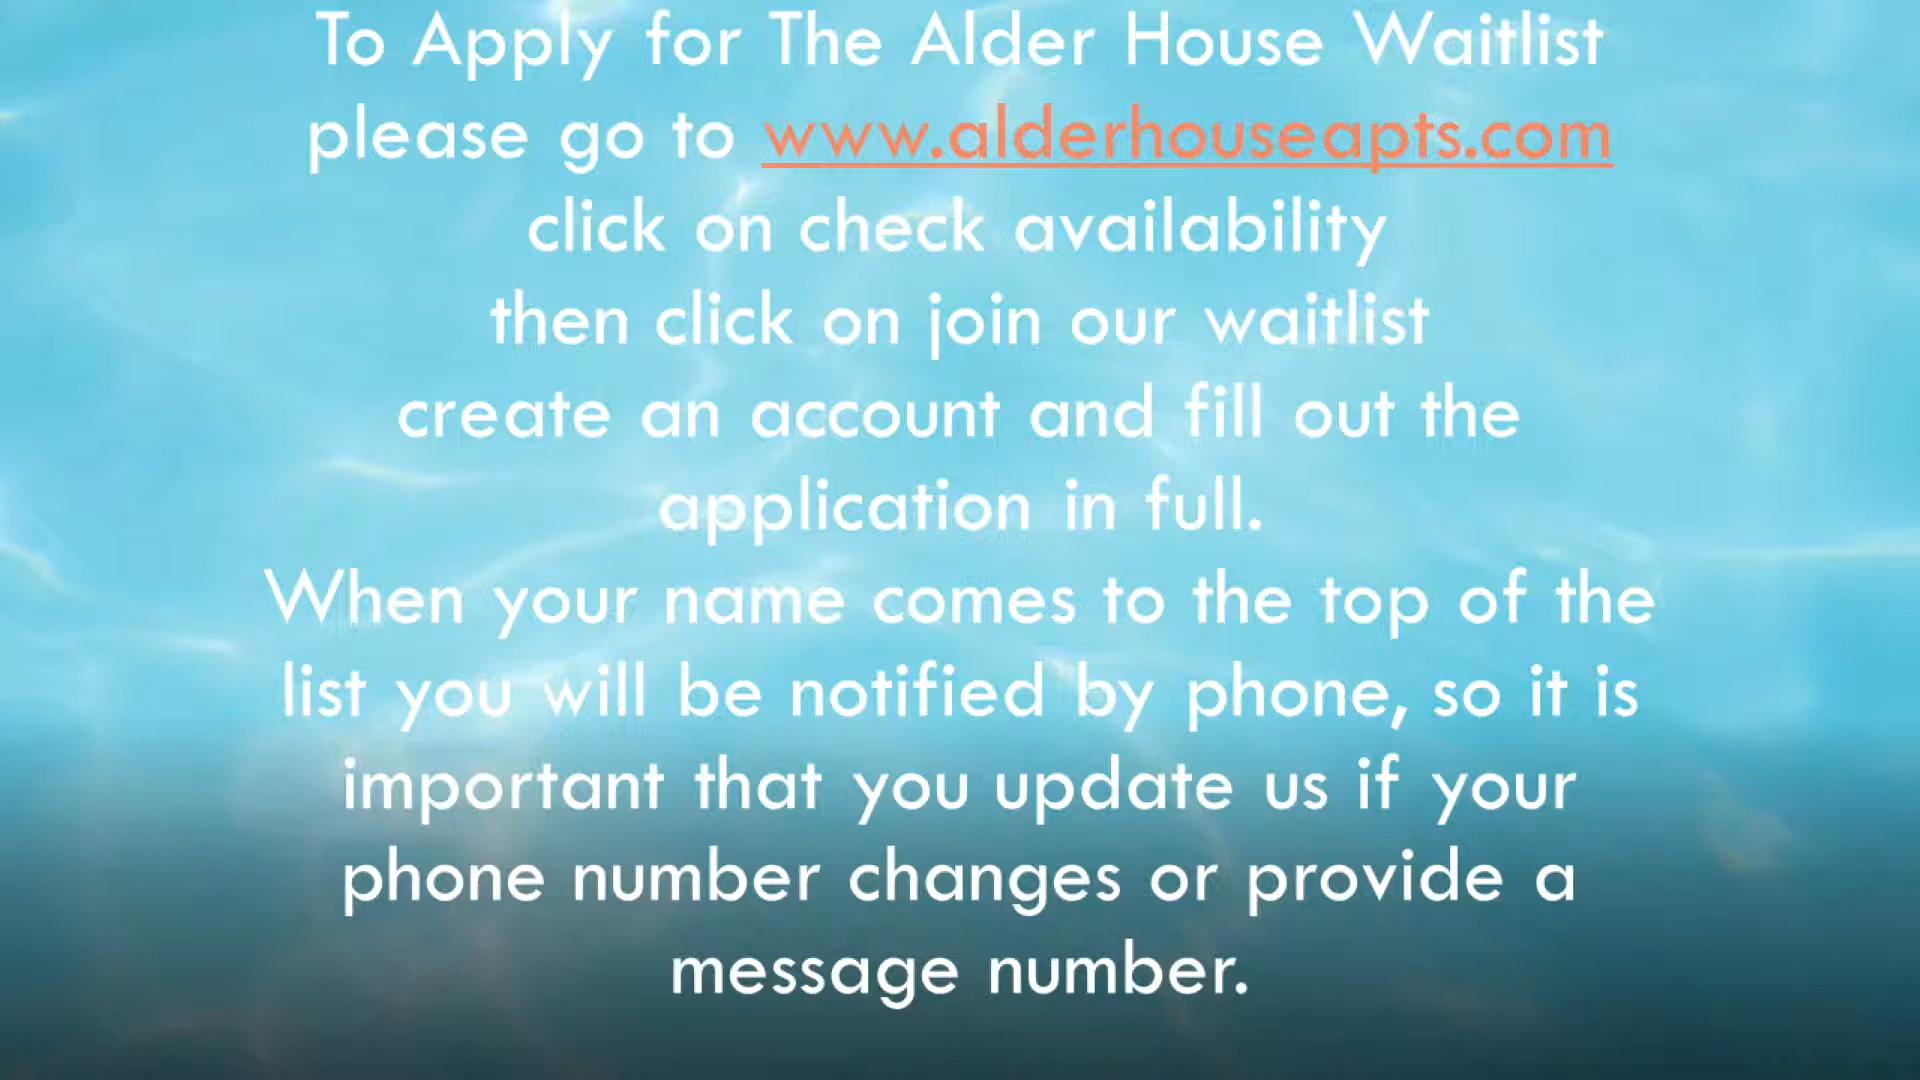 To Apply for The Alder House Waitlist
please go to www.alderhouseapts.com
click on check availability
then click on join our waitlist
create an account and fill out the
application in full.
When your name comes to the top of the
list you will be notified by phone, so it is
important that you update us if your
phone number changes or provide a
message number.